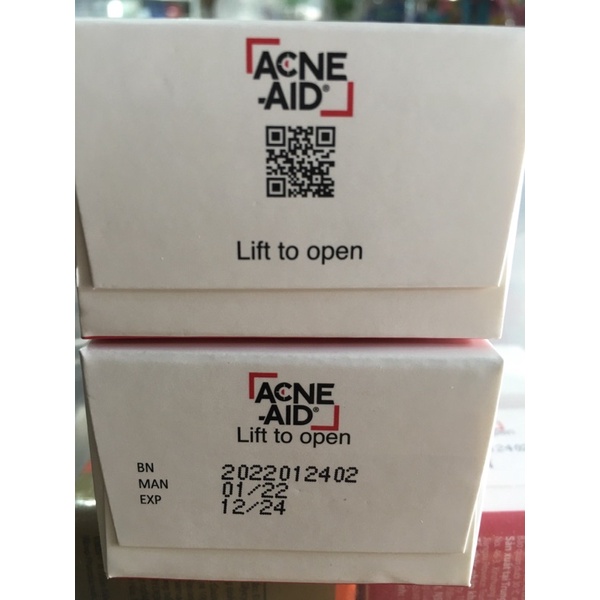 ACNE
-AID®
Lift to open
ACNE
-AID®
Lift to open
BN 2022012402
MAN 01/22
EXP 12/24